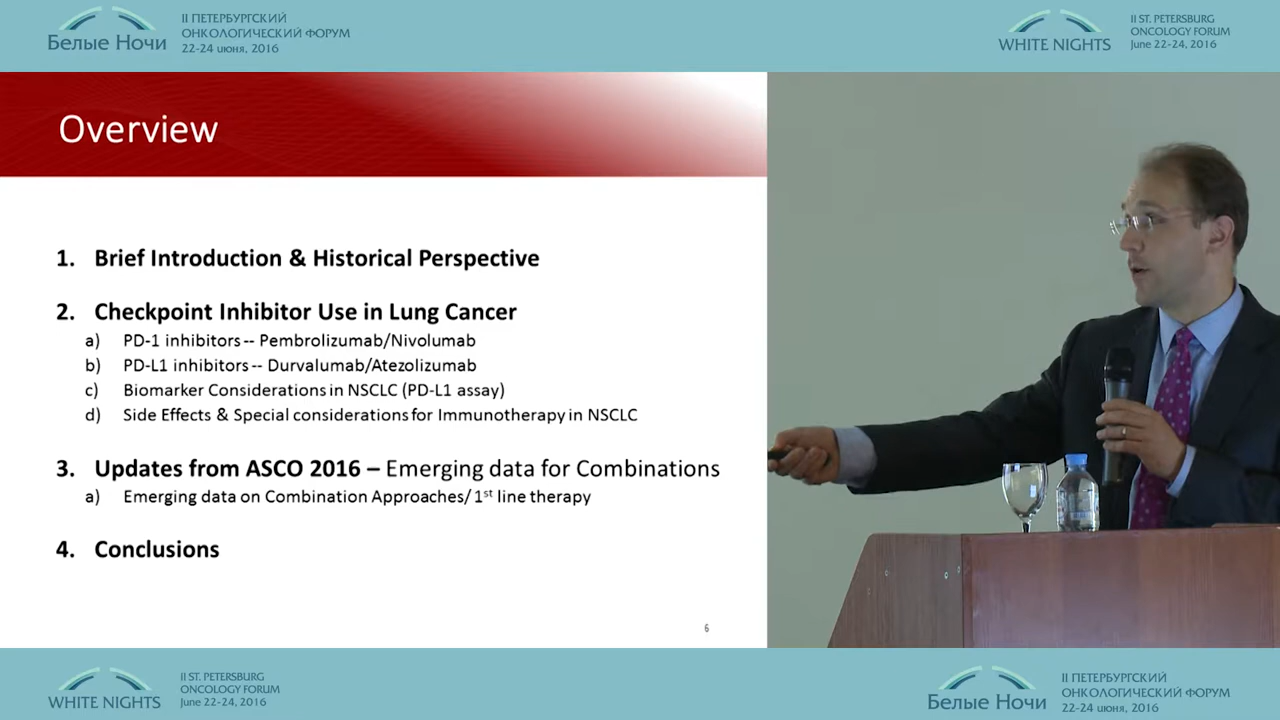 Белые Ночи
II ПЕТЕРБУРГСКИЙ
ОНКОЛОГИЧЕСКИЙ ФОРУМ
22-24 июня, 2016
WHITE NIGHTS
II ST. PETERSBURG
ONCOLOGY FORUM
June 22-24, 2016
Overview
1. Brief Introduction & Historical Perspective
2. Checkpoint Inhibitor Use in Lung Cancer
a) PD-1 inhibitors -- Pembrolizumab/Nivolumab
b) PD-L1 inhibitors -- Durvalumab/Atezolizumab
c) Biomarker Considerations in NSCLC (PD-L1 assay)
d) Side Effects & Special considerations for Immunotherapy in NSCLC
3. Updates from ASCO 2016 – Emerging data for Combinations
a) Emerging data on Combination Approaches/ 1st line therapy
4. Conclusions
6
WHITE NIGHTS
II ST. PETERSBURG
ONCOLOGY FORUM
June 22-24, 2016
Белые Ночи
II ПЕТЕРБУРГСКИЙ
ОНКОЛОГИЧЕСКИЙ ФОРУМ
22-24 июня, 2016